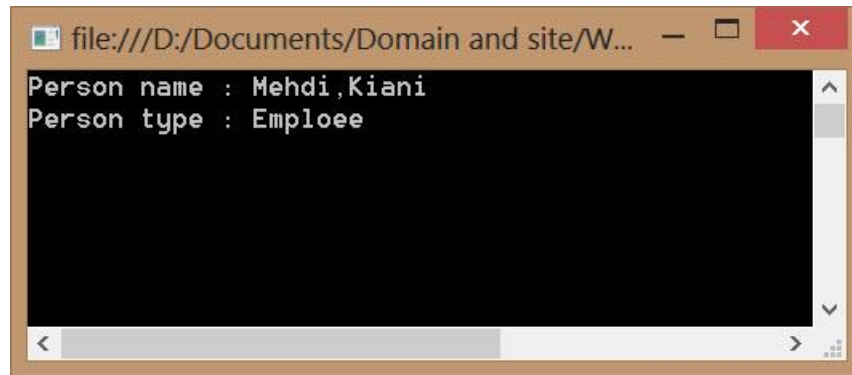 file:///D:/Documents/Domain and site/W...
Person name : Mehdi,Kiani
Person type : Emploee